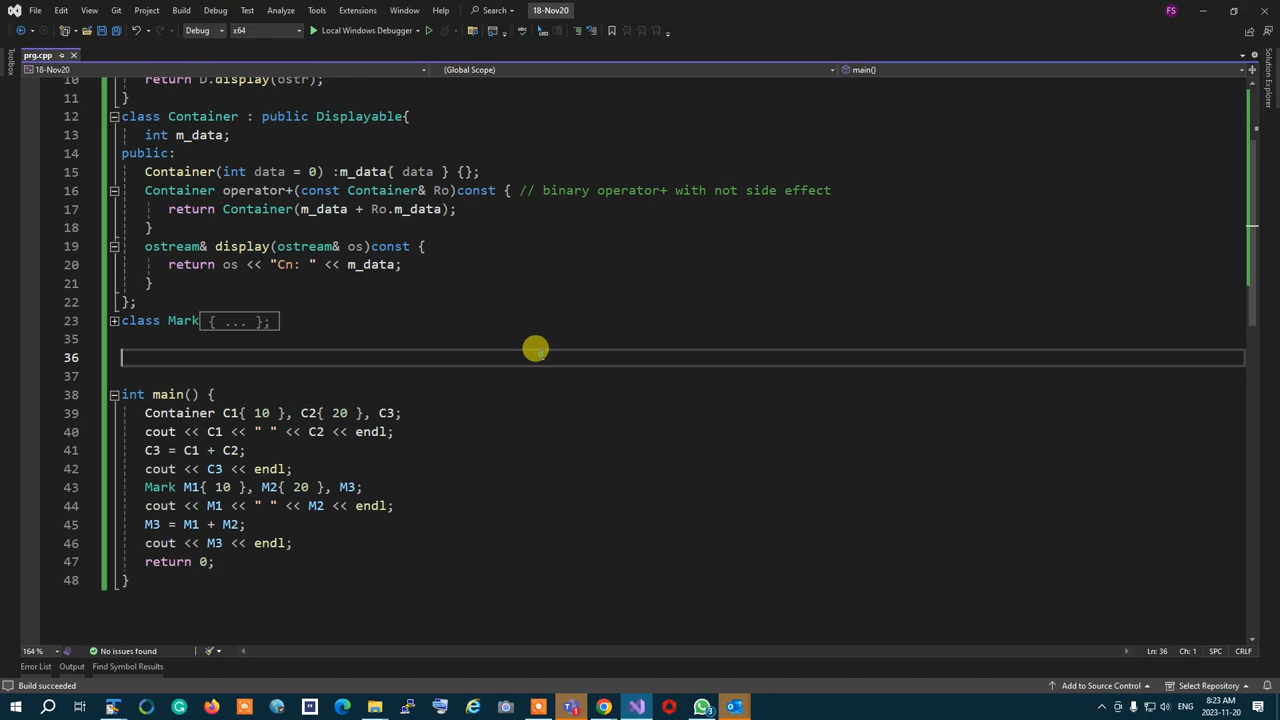 File Edit View Git Project Build Debug Test Analyze Tools Extensions Window Help Search 18-Nov20 FS
Debug x64 Local Windows Debugger
prg.cpp
Toolbox
Solution Explorer
18-Nov20 (Global Scope) main()
10 return D.display(ostr);
11 }
12 class Container : public Displayable{
13 int m_data;
14 public:
15 Container(int data = 0) :m_data{ data } {};
16 Container operator+(const Container& Ro)const { // binary operator+ with not side effect
17 return Container(m_data + Ro.m_data);
18 }
19 ostream& display(ostream& os)const {
20 return os << "Cn: " << m_data;
21 }
22 };
23 class Mark { ... };
35
36
37
38 int main() {
39 Container C1{ 10 }, C2{ 20 }, C3;
40 cout << C1 << " " << C2 << endl;
41 C3 = C1 + C2;
42 cout << C3 << endl;
43 Mark M1{ 10 }, M2{ 20 }, M3;
44 cout << M1 << " " << M2 << endl;
45 M3 = M1 + M2;
46 cout << M3 << endl;
47 return 0;
48 }
164 % No issues found Ln: 36 Ch: 1 SPC CRLF
Error List Output Find Symbol Results
Build succeeded Add to Source Control Select Repository
ENG 8:23 AM
2023-11-20